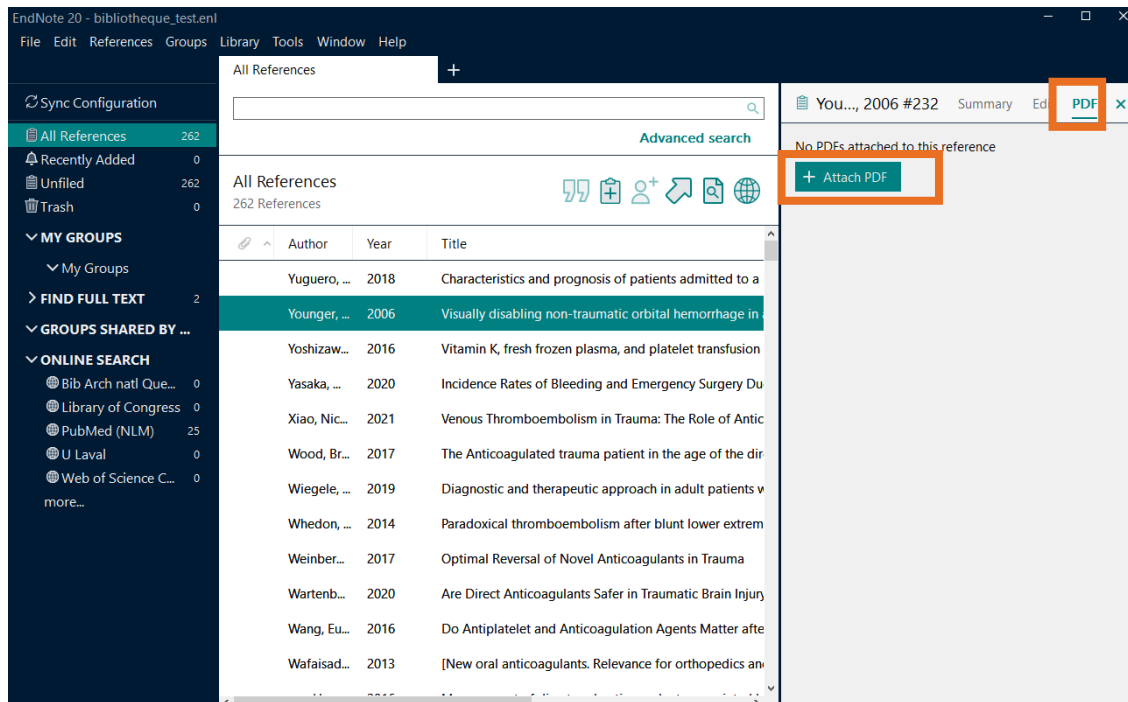 EndNote 20 - bibliotheque_test.enl
File Edit References Groups Library Tools Window Help
All References
Sync Configuration
All References 262
Recently Added 0
Unfiled 262
Trash 0
MY GROUPS
My Groups
FIND FULL TEXT 2
GROUPS SHARED BY ...
ONLINE SEARCH
Bib Arch natl Que... 0
Library of Congress 0
PubMed (NLM) 25
U Laval 0
Web of Science C... 0
more...
Advanced search
All References
262 References
Author Year Title
Yuguero, ... 2018 Characteristics and prognosis of patients admitted to a
Younger, ... 2006 Visually disabling non-traumatic orbital hemorrhage in
Yoshizaw... 2016 Vitamin K, fresh frozen plasma, and platelet transfusion
Yasaka, ... 2020 Incidence Rates of Bleeding and Emergency Surgery Du
Xiao, Nic... 2021 Venous Thromboembolism in Trauma: The Role of Antic
Wood, Br... 2017 The Anticoagulated trauma patient in the age of the dir
Wiegele, ... 2019 Diagnostic and therapeutic approach in adult patients w
Whedon, ... 2014 Paradoxical thromboembolism after blunt lower extrem
Weinber... 2017 Optimal Reversal of Novel Anticoagulants in Trauma
Wartenb... 2020 Are Direct Anticoagulants Safer in Traumatic Brain Injury
Wang, Eu... 2016 Do Antiplatelet and Anticoagulation Agents Matter afte
Wafaisad... 2013 [New oral anticoagulants. Relevance for orthopedics an
You..., 2006 #232 Summary Ed PDF
No PDFs attached to this reference
+ Attach PDF